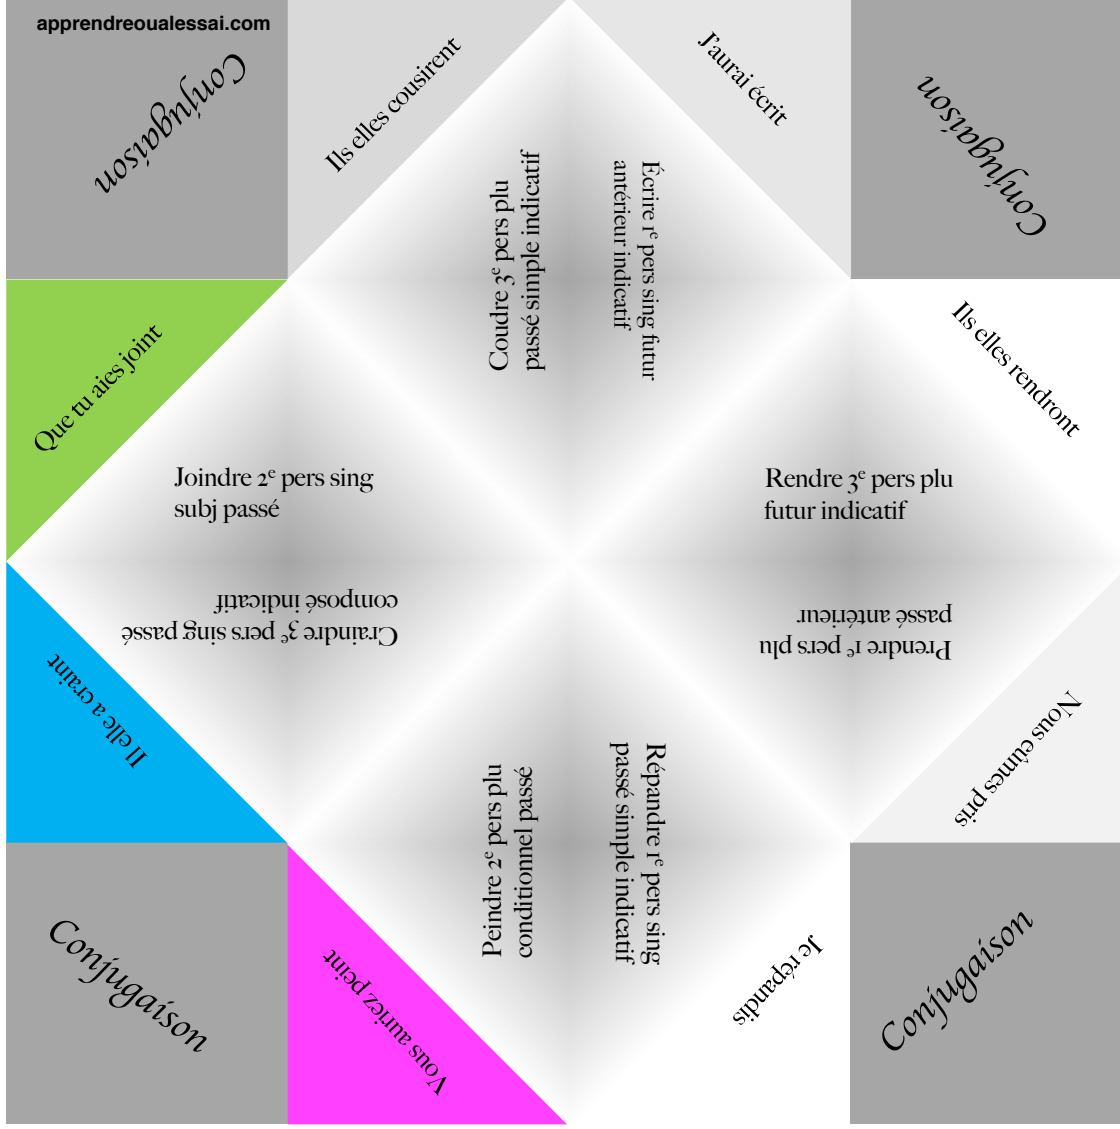 apprendreoualessai.com
Conjugaison
Ils elles cousirent
J'aurai écrit
Conjugaison
Coudre 3e pers plu
passé simple indicatif
Écrire 1e pers sing futur
antérieur indicatif
Que tu aies joint
Ils elles rendront
Joindre 2e pers sing
subj passé
Rendre 3e pers plu
futur indicatif
Craindre 3e pers sing passé
composé indicatif
Prendre 1e pers plu
passé antérieur
Il elle a craint
Nous eûmes pris
Peindre 2e pers plu
conditionnel passé
Répandre 1e pers sing
passé simple indicatif
Conjugaison
Vous auriez peint
Je répandis
Conjugaison